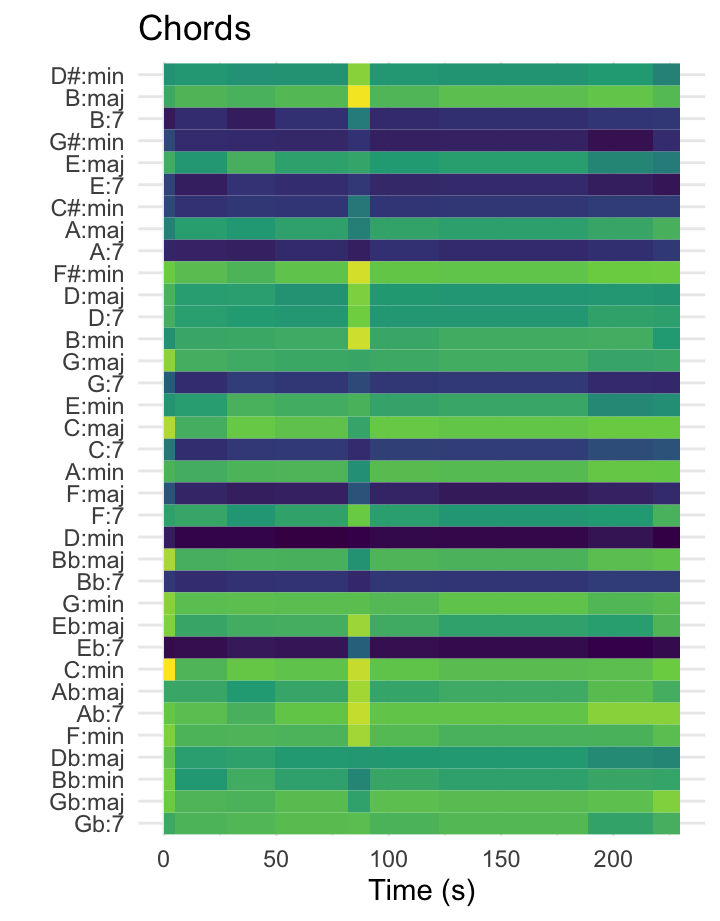 Chords
D#:min
B:maj
B:7
G#:min
E:maj
E:7
C#:min
A:maj
A:7
F#:min
D:maj
D:7
B:min
G:maj
G:7
E:min
C:maj
C:7
A:min
F:maj
F:7
D:min
Bb:maj
Bb:7
G:min
Eb:maj
Eb:7
C:min
Ab:maj
Ab:7
F:min
Db:maj
Bb:min
Gb:maj
Gb:7
0 50 100 150 200
Time (s)